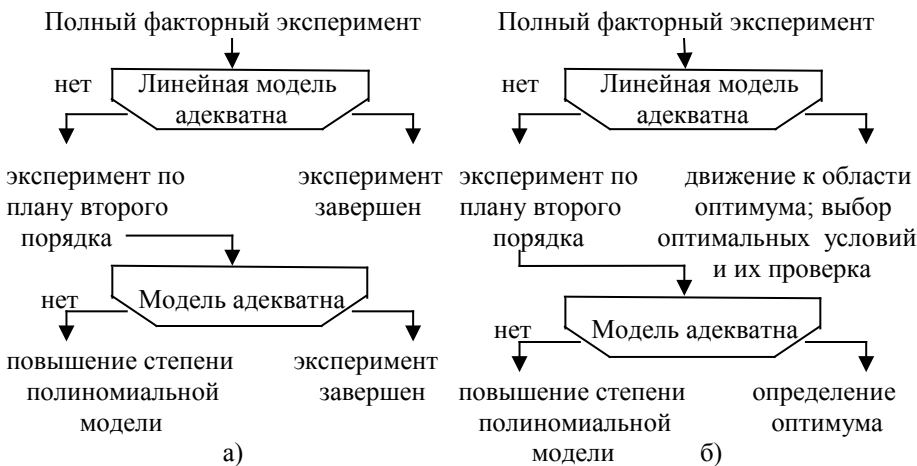 Полный факторный эксперимент
нет
Линейная модель
адекватна
эксперимент по
плану второго
порядка
эксперимент
завершен
нет
Модель адекватна
повышение степени
полиномиальной
модели
эксперимент
завершен
а)
Полный факторный эксперимент
нет
Линейная модель
адекватна
эксперимент по
плану второго
порядка
движение к области
оптимума; выбор
оптимальных условий
и их проверка
нет
Модель адекватна
повышение степени
полиномиальной
модели
определение
оптимума
б)